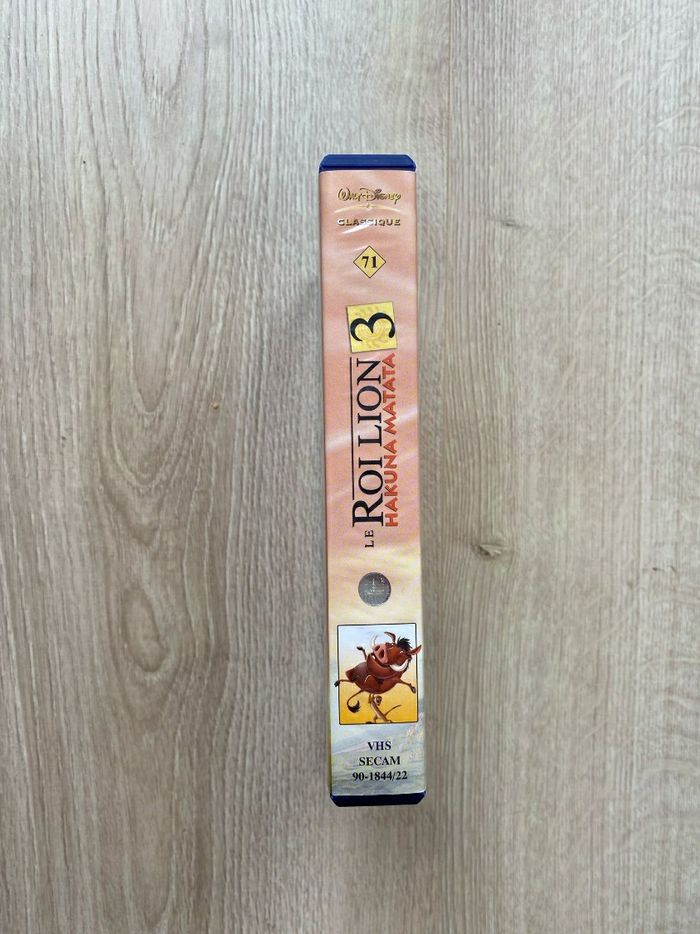 WALT DISNEY
CLASSIQUE
71
LE ROI LION 3
HAKUNA MATATA
VHS
SECAM
90-1844/22